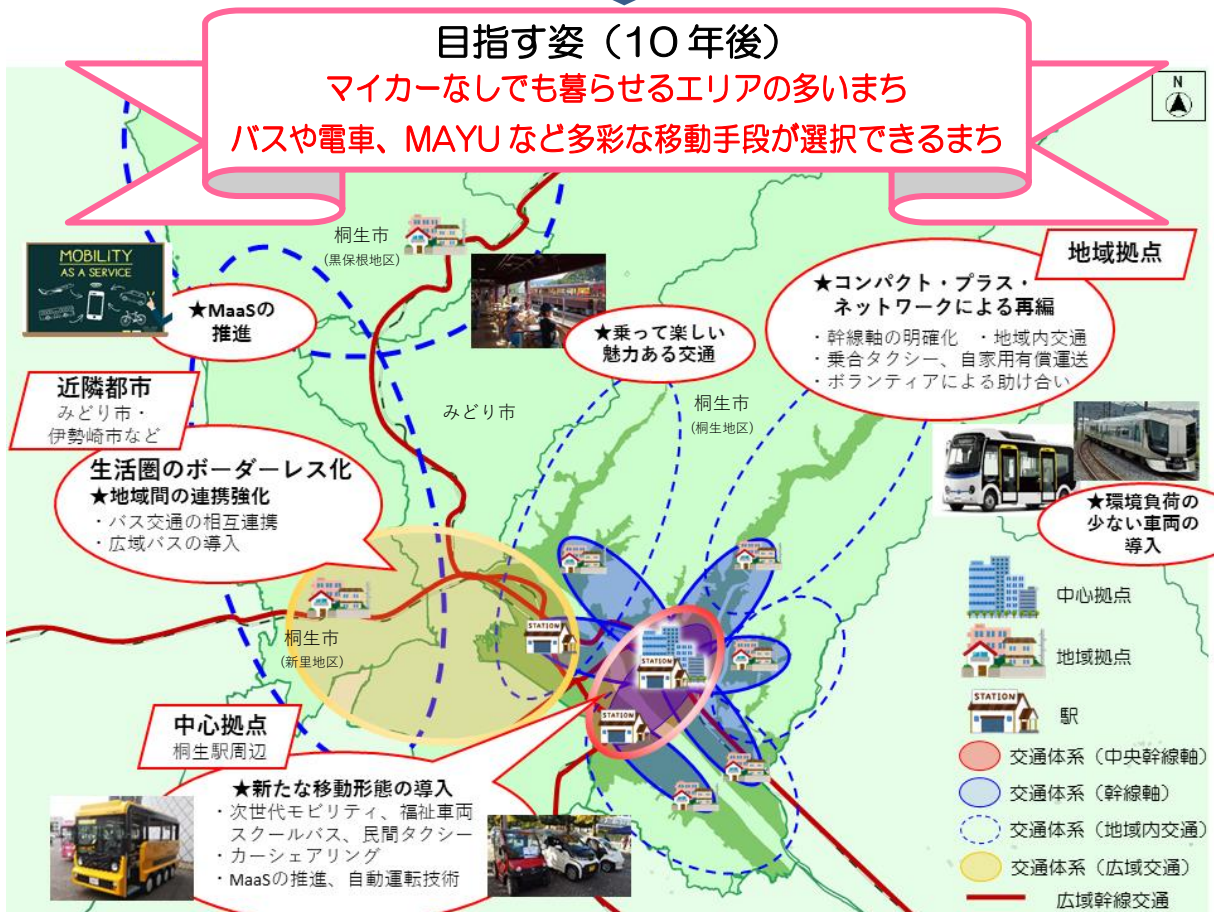 目指す姿(10年後)
マイカーなしでも暮らせるエリアの多いまち
バスや電車、MAYUなど多彩な移動手段が選択できるまち
N
MOBILITY
AS A SERVICE
★MaaSの
推進
桐生市
(黒保根地区)
★乗って楽しい
魅力ある交通
地域拠点
★コンパクト・プラス・
ネットワークによる再編
・幹線軸の明確化 ・地域内交通
・乗合タクシー、自家用有償運送
・ボランティアによる助け合い
近隣都市
みどり市・
伊勢崎市など
みどり市
桐生市
(桐生地区)
生活圏のボーダーレス化
★地域間の連携強化
・バス交通の相互連携
・広域バスの導入
★環境負荷の
少ない車両の
導入
桐生市
(新里地区)
STATION
STATION
STATION
中心拠点
桐生駅周辺
★新たな移動形態の導入
・次世代モビリティ、福祉車両
スクールバス、民間タクシー
・カーシェアリング
・MaaSの推進、自動運転技術
中心拠点
地域拠点
STATION
駅
交通体系(中央幹線軸)
交通体系(幹線軸)
交通体系(地域内交通)
交通体系(広域交通)
広域幹線交通